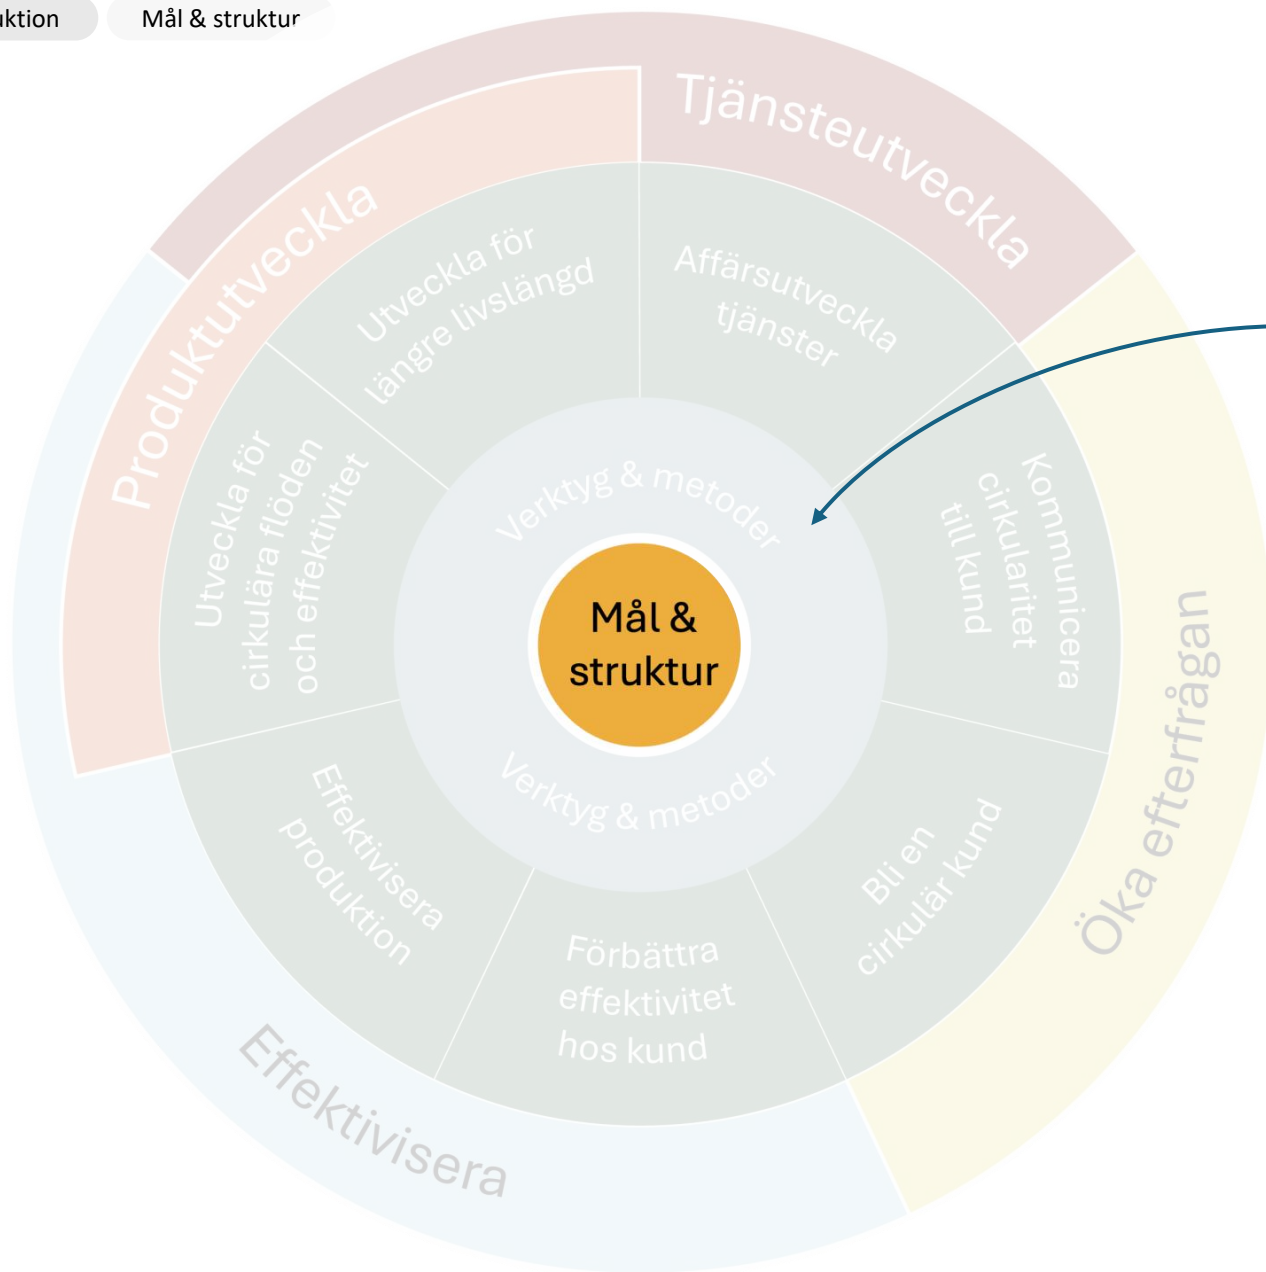 uktion
Mål & struktur
Tjänsteutveckla
Produktutveckla
Utveckla för
längre livslängd
Affärsutveckla
tjänster
Utveckla för
cirkulära flöden
och effektivitet
Verktyg & metoder
Kommunicera
cirkularitet
till kund
Mål &
struktur
Öka efterfrågan
Verktyg & metoder
Effektivisera
produktion
Bli en
cirkulär kund
Förbättra
effektivitet
hos kund
Effektivisera